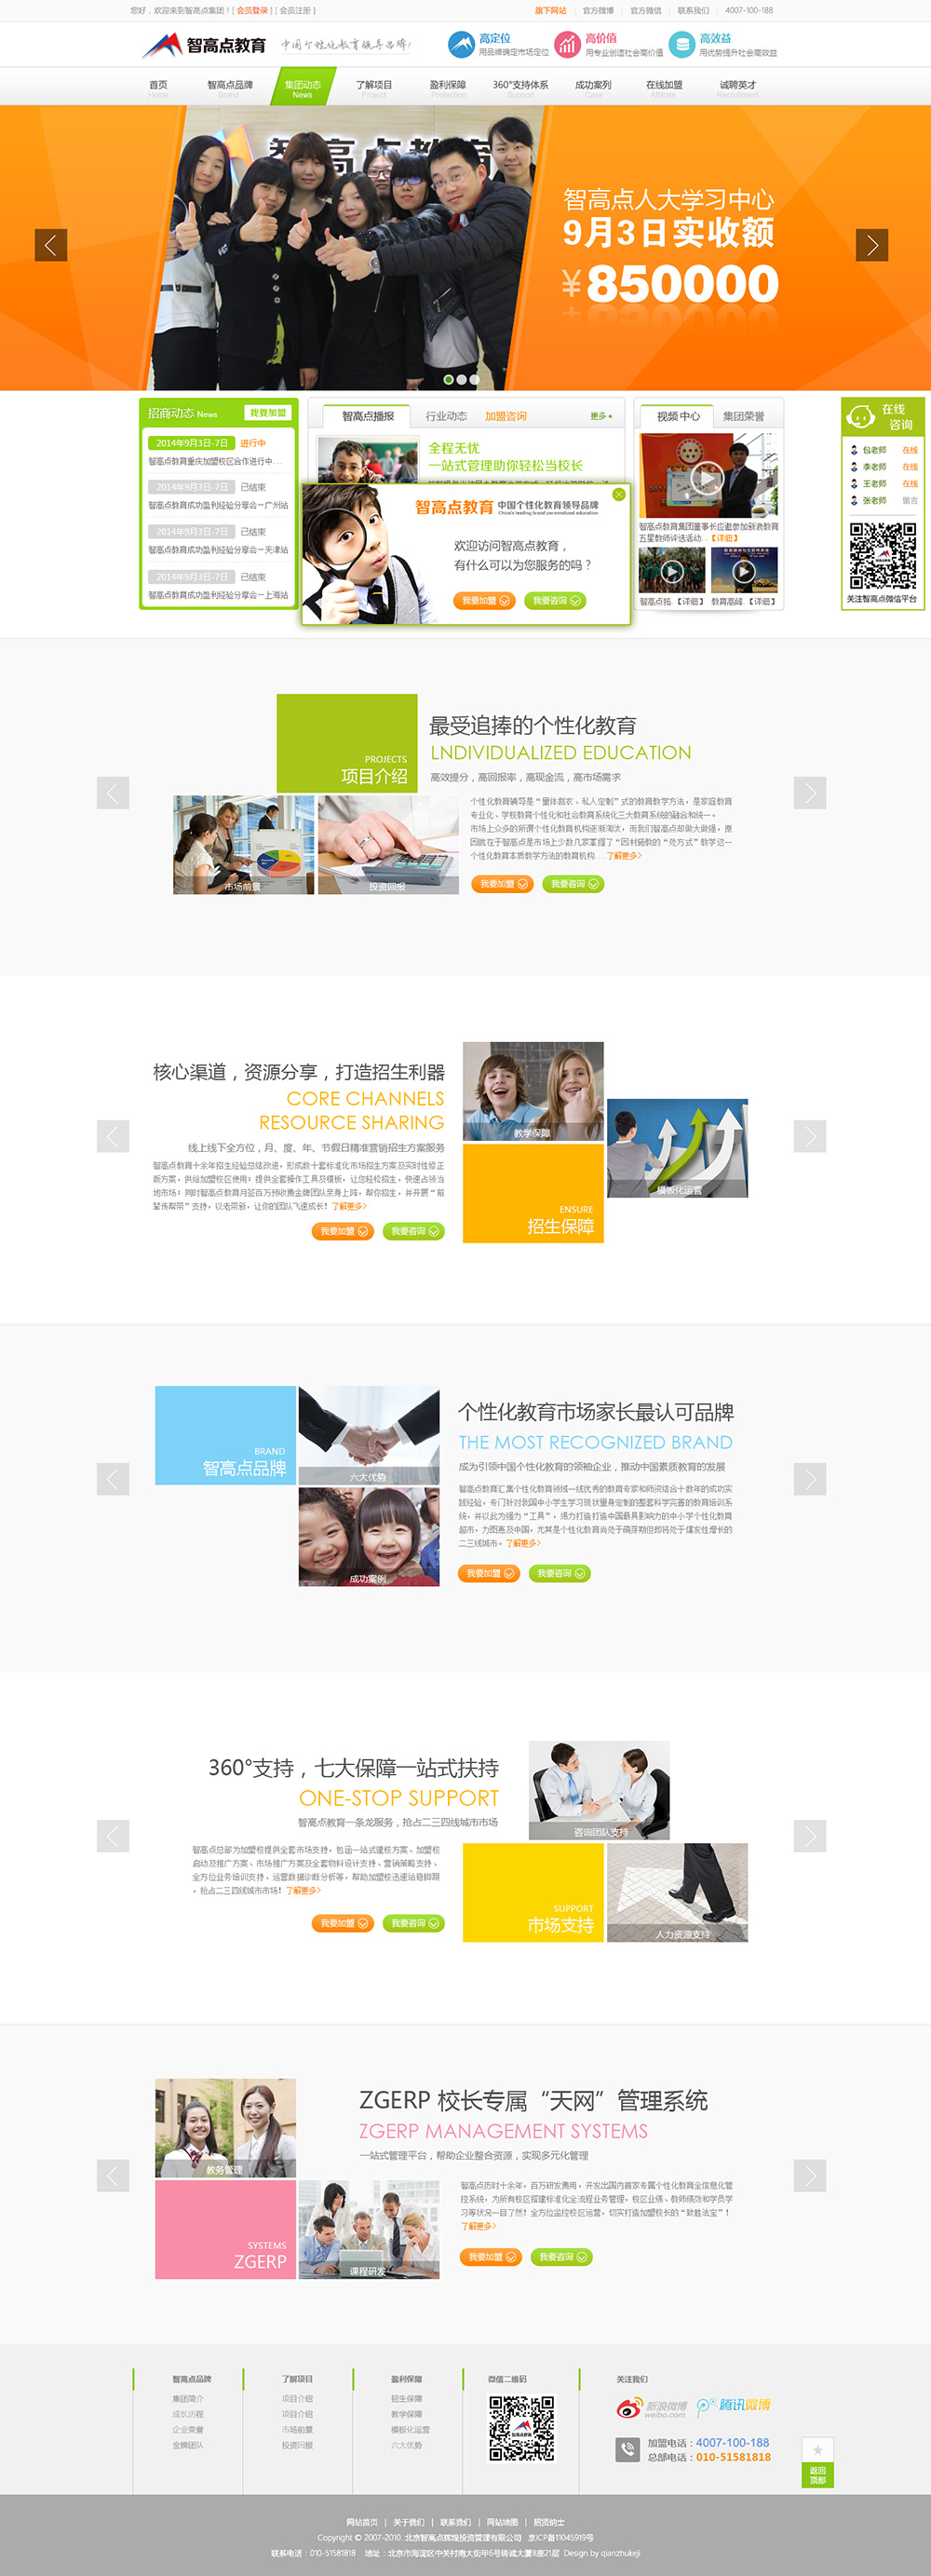 您好，欢迎来到智高点集团！[ 会员登录 ] [ 会员注册 ]
旗下网站 官方微博 官方微信 联系我们 4007-100-188
智高点教育 中国个性化教育领导品牌!
高定位
用品牌确定市场定位
高价值
用专业创造社会高价值
高效益
用优势提升社会高效益
首页 智高点品牌 集团动态 了解项目 盈利保障 360°支持体系 成功案列 在线加盟 诚聘英才
Home Brand News Project Protection Support Case Affiliate Recruitment
智高点教育
智高点人大学习中心
9月3日实收额
¥850000
招商动态 News 我要加盟
2014年9月3日-7日 进行中
智高点教育重庆加盟校区合作进行中...
2014年9月3日-7日 已结束
智高点教育成功盈利经验分享会－广州站
2014年9月3日-7日 已结束
智高点教育成功盈利经验分享会－天津站
2014年9月3日-7日 已结束
智高点教育成功盈利经验分享会－上海站
智高点播报 行业动态 加盟咨询 更多+
全程无忧
一站式管理助你轻松当校长
智高点教育 中国个性化教育领导品牌
China's leading brand personalized education
欢迎访问智高点教育，
有什么可以为您服务的吗？
我要加盟 我要咨询
视频中心 集团荣誉
智高点教育集团董事长应邀参加新浪教育
五星教师评选活动..【详细】
智高点拓.【详细】 教育高峰.【详细】
在线
咨询
包老师 在线
李老师 在线
王老师 在线
张老师 留言
关注智高点微信平台
PROJECTS
项目介绍
市场前景
投资回报
最受追捧的个性化教育
LNDIVIDUALIZED EDUCATION
高效提分，高回报率，高现金流，高市场需求
个性化教育辅导是“量体裁衣、私人定制”式的教育教学方法，是家庭教育
专业化、学校教育个性化和社会教育系统化三大教育系统的融合和统一。
市场上众多的所谓个性化教育机构逐渐淘汰，而我们智高点却做大做强，原
因就在于智高点是市场上少数几家掌握了“因材施教的“处方式”教学这一
个性化教育本质教学方法的教育机构...了解更多>
我要加盟 我要咨询
核心渠道，资源分享，打造招生利器
CORE CHANNELS
RESOURCE SHARING
线上线下全方位，月、度、年、节假日精准营销招生方案服务
智高点教育十余年招生经验总结改进，形成数十套标准化市场招生方案及实时性修正
版方案，供给加盟校区使用！提供全套操作工具及模板，让您轻松招生，快速占领当
地市场！同时智高点教育月签百万预收费金牌团队亲身上阵，帮你招生，并开展“前
辈传帮带”支持，以老带新，让你的团队飞速成长！了解更多>
我要加盟 我要咨询
教学保障
模板化运营
ENSURE
招生保障
BRAND
智高点品牌
六大优势
成功案例
个性化教育市场家长最认可品牌
THE MOST RECOGNIZED BRAND
成为引领中国个性化教育的领袖企业，推动中国素质教育的发展
智高点教育汇集个性化教育领域一线优秀的教育专家和师资结合十数年的成功实
践经验，专门针对我国中小学生学习现状量身定制的整套科学完善的教育培训系
统，并以此为强力“工具”，竭力打造打造中国最具影响力的中小学个性化教育
超市，力图惠及中国，尤其是个性化教育尚处于萌芽期但即将处于爆发性增长的
二三线城市。了解更多>
我要加盟 我要咨询
360°支持，七大保障一站式扶持
ONE-STOP SUPPORT
智高点教育一条龙服务，抢占二三四线城市市场
智高点总部为加盟校提供全套市场支持，包涵一站式建校方案、加盟校
启动及推广方案、市场推广方案及全套物料设计支持、营销策略支持、
全方位业务培训支持、运营数据诊断分析等，帮助加盟校迅速站稳脚跟
，抢占二三四线城市市场！了解更多>
我要加盟 我要咨询
咨询团队支持
SUPPORT
市场支持
人力资源支持
教务管理
SYSTEMS
ZGERP
课程研发
ZGERP 校长专属“天网”管理系统
ZGERP MANAGEMENT SYSTEMS
一站式管理平台，帮助企业整合资源，实现多元化管理
智高点历时十余年，百万研发费用，开发出国内首家专属个性化教育全信息化管
控系统，为所有校区搭建标准化全流程业务管理，校区业绩、教师绩效和学员学
习等状况一目了然！全方位监控校区运营，切实打造加盟校长的“致胜法宝”！
了解更多>
我要加盟 我要咨询
智高点品牌
集团简介
成长历程
企业荣誉
金牌团队
了解项目
项目介绍
项目介绍
市场前景
投资回报
盈利保障
招生保障
教学保障
模板化运营
六大优势
微信二维码
关注我们
新浪微博
weibo.com
腾讯微博
加盟电话：4007-100-188
总部电话：010-51581818
返回
顶部
网站首页 | 关于我们 | 联系我们 | 网站地图 | 招贤纳士
Copyright © 2007-2010. 北京智高点辉煌投资管理有限公司 京ICP备11045919号
联系电话：010-51581818 地址：北京市海淀区中关村南大街甲6号铸诚大厦B座21层 Design by qianzhukeji